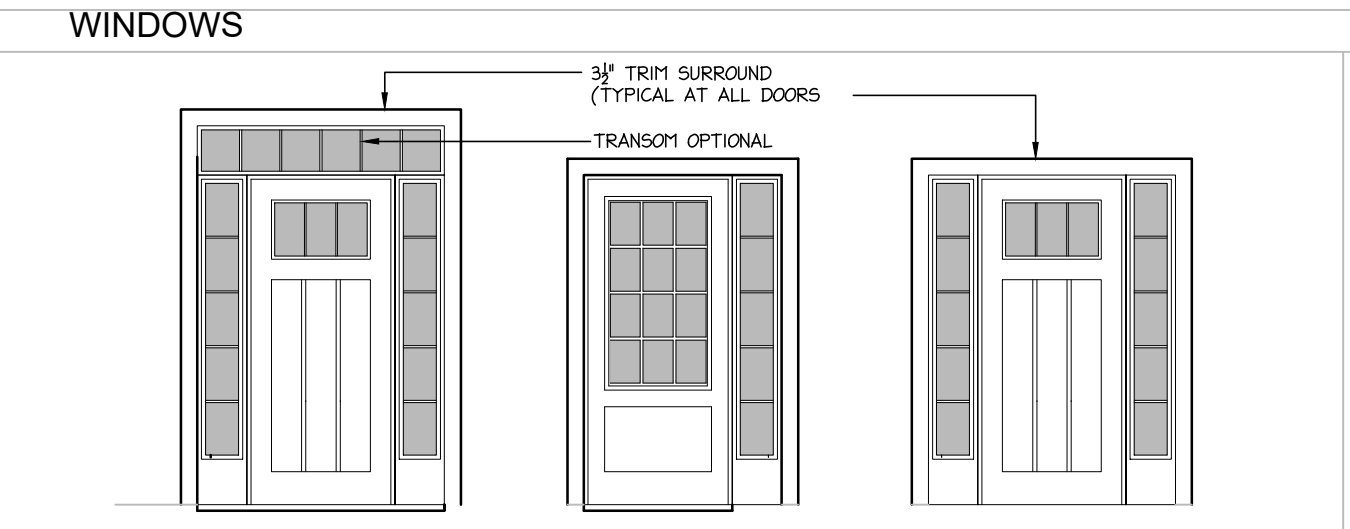 WINDOWS
3½" TRIM SURROUND
(TYPICAL AT ALL DOORS
TRANSOM OPTIONAL